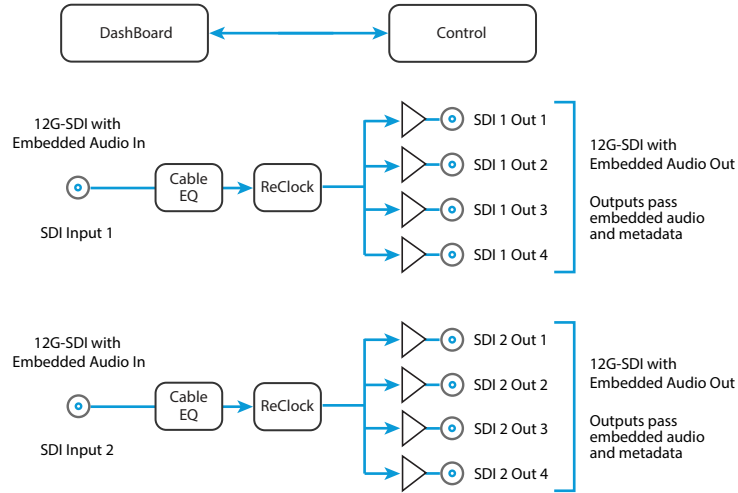 DashBoard
Control
12G-SDI with
Embedded Audio In
SDI Input 1
Cable
EQ
ReClock
SDI 1 Out 1
SDI 1 Out 2
SDI 1 Out 3
SDI 1 Out 4
12G-SDI with
Embedded Audio Out
Outputs pass
embedded audio
and metadata
12G-SDI with
Embedded Audio In
SDI Input 2
Cable
EQ
ReClock
SDI 2 Out 1
SDI 2 Out 2
SDI 2 Out 3
SDI 2 Out 4
12G-SDI with
Embedded Audio Out
Outputs pass
embedded audio
and metadata